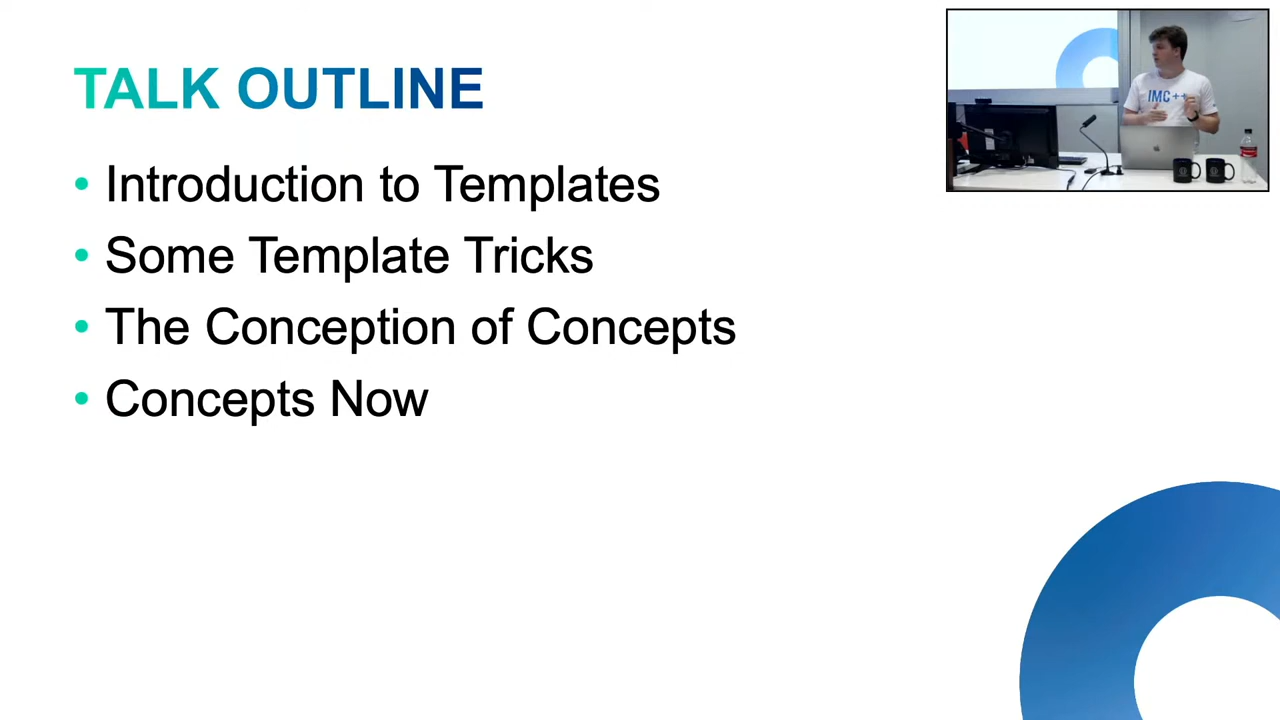 TALK OUTLINE
• Introduction to Templates
• Some Template Tricks
• The Conception of Concepts
• Concepts Now
IMC++